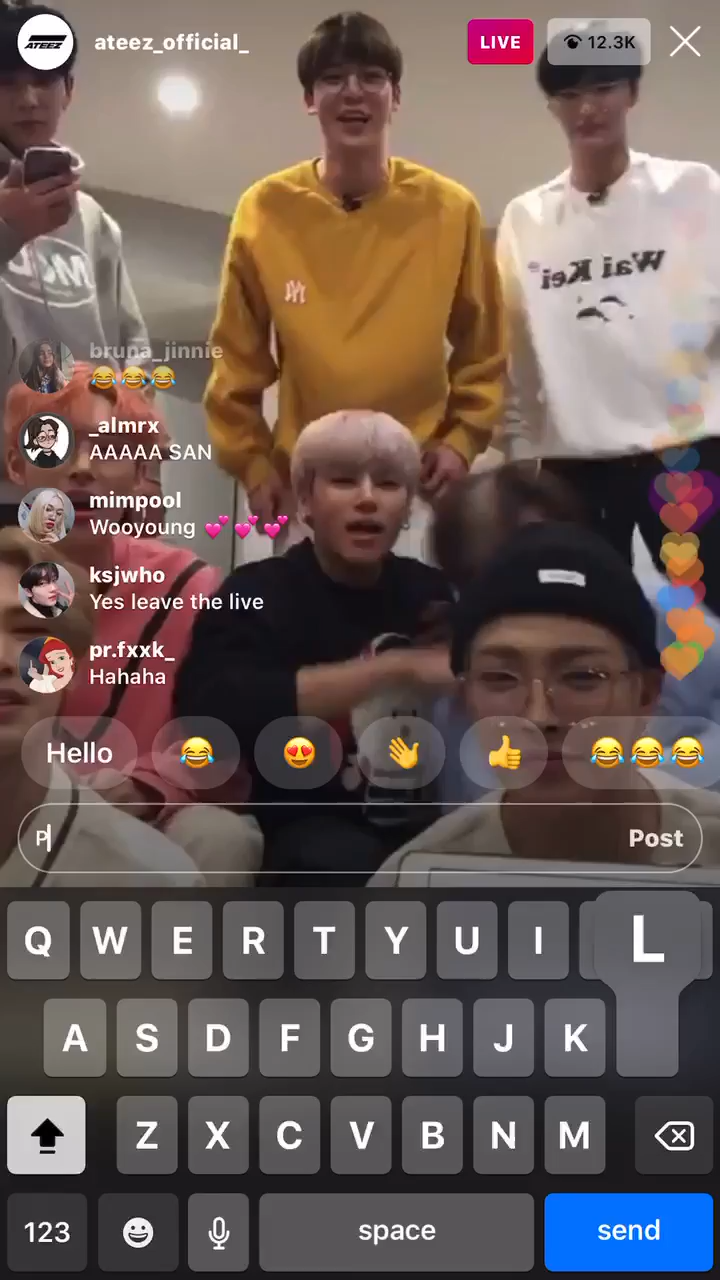 ATEEZ
ateez_official_
LIVE
12.3K
Wai Kei
bruna_jinnie
😂😂😂
_almrx
AAAAA SAN
mimpool
Wooyoung 💕💕💕
ksjwho
Yes leave the live
pr.fxxk_
Hahaha
Hello 😂 😍 👋 👍 😂😂😂
P
Post
Q W E R T Y U I L
A S D F G H J K
Z X C V B N M
123 space send